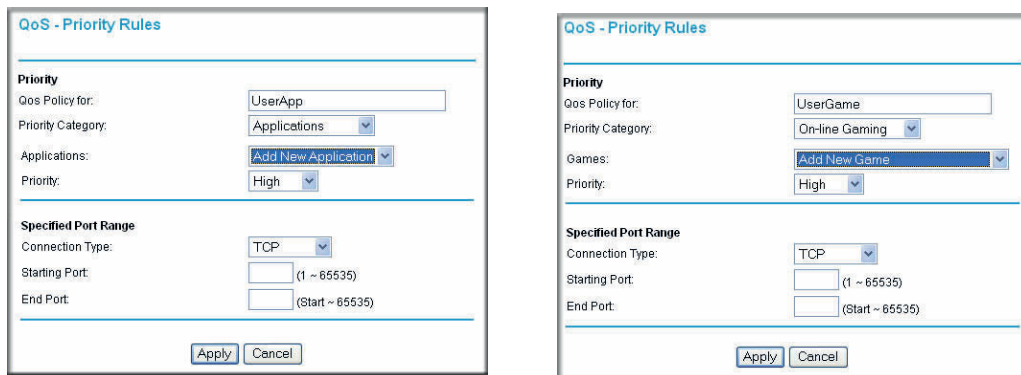 QoS - Priority Rules
Priority
Qos Policy for: UserApp
Priority Category: Applications
Applications: Add New Application
Priority: High
Specified Port Range
Connection Type: TCP
Starting Port: (1 ~ 65535)
End Port: (Start ~ 65535)
Apply Cancel
QoS - Priority Rules
Priority
Qos Policy for: UserGame
Priority Category: On-line Gaming
Games: Add New Game
Priority: High
Specified Port Range
Connection Type: TCP
Starting Port: (1 ~ 65535)
End Port: (Start ~ 65535)
Apply Cancel